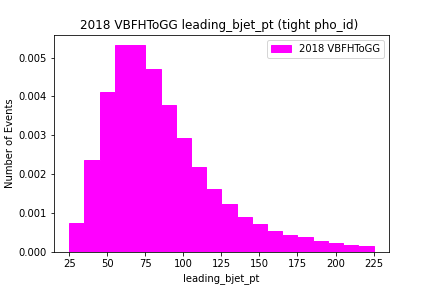 2018 VBFHToGG leading_bjet_pt (tight pho_id)
2018 VBFHToGG
Number of Events
0.005
0.004
0.003
0.002
0.001
0.000
25 50 75 100 125 150 175 200 225
leading_bjet_pt